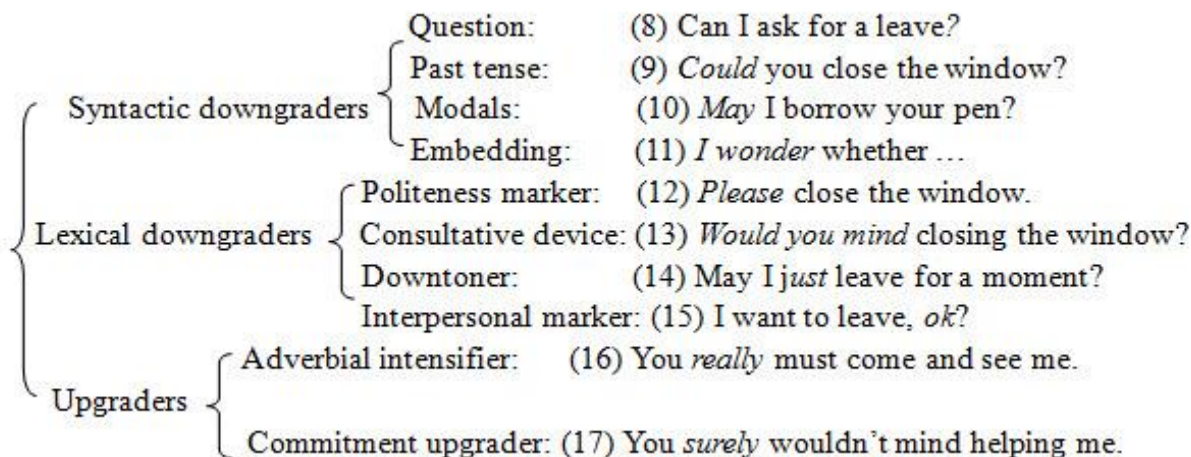 Question: (8) Can I ask for a leave?
Past tense: (9) Could you close the window?
Syntactic downgraders Modals: (10) May I borrow your pen?
Embedding: (11) I wonder whether …
Politeness marker: (12) Please close the window.
Lexical downgraders Consultative device: (13) Would you mind closing the window?
Downtoner: (14) May I just leave for a moment?
Interpersonal marker: (15) I want to leave, ok?
Adverbial intensifier: (16) You really must come and see me.
Upgraders
Commitment upgrader: (17) You surely wouldn't mind helping me.